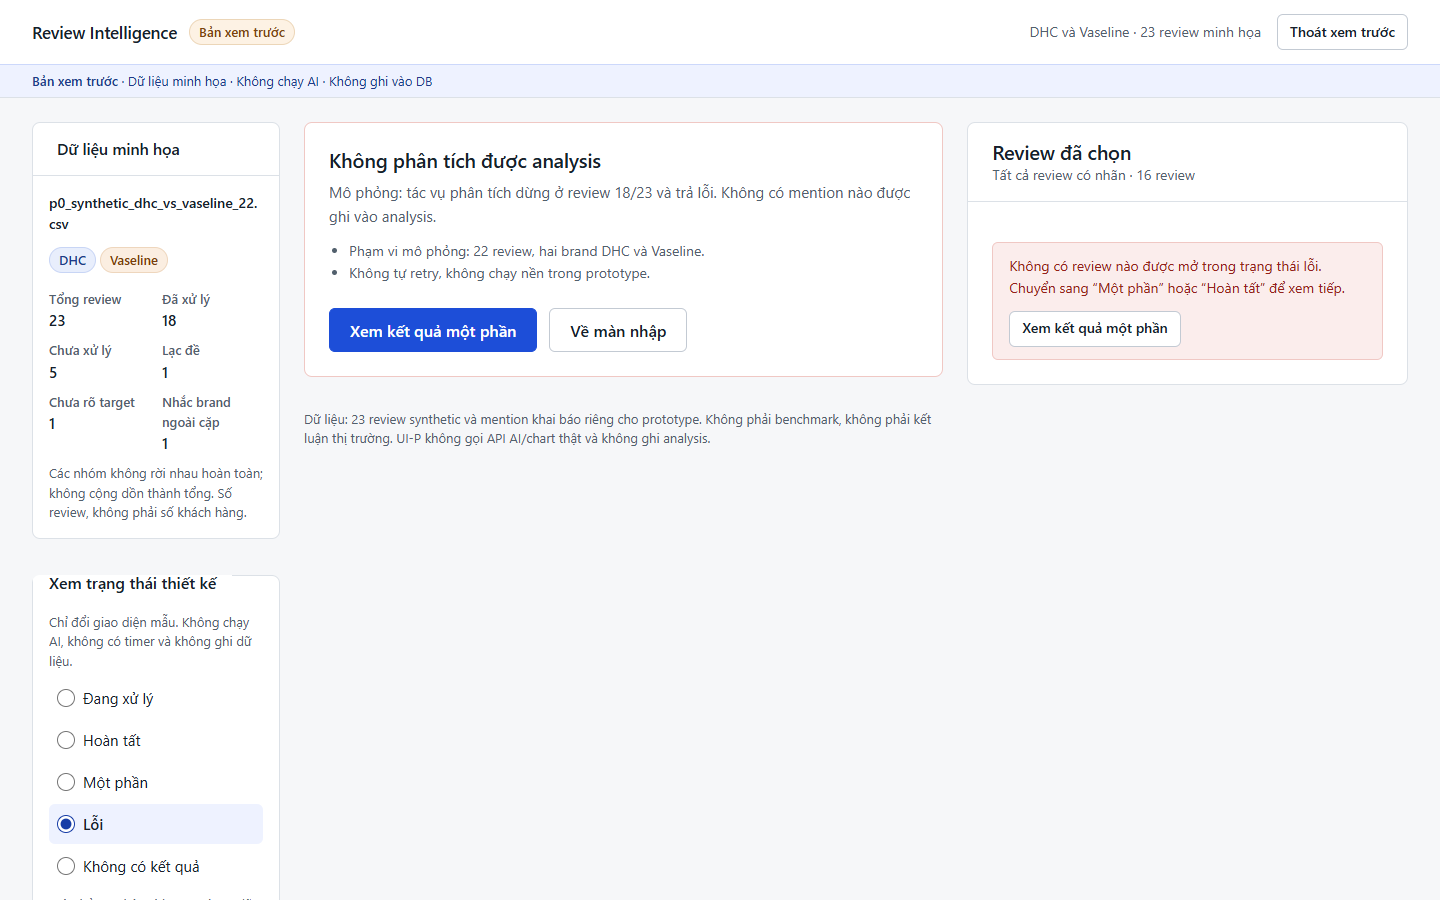 Review Intelligence
Bản xem trước
DHC và Vaseline · 23 review minh họa
Thoát xem trước
Bản xem trước · Dữ liệu minh họa · Không chạy AI · Không ghi vào DB
Dữ liệu minh họa
p0_synthetic_dhc_vs_vaseline_22.
csv
DHC
Vaseline
Tổng review
Đã xử lý
23
18
Chưa xử lý
Lạc đề
5
1
Chưa rõ target
Nhắc brand
ngoài cặp
1
1
Các nhóm không rời nhau hoàn toàn;
không cộng dồn thành tổng. Số
review, không phải số khách hàng.
Xem trạng thái thiết kế
Chỉ đổi giao diện mẫu. Không chạy
AI, không có timer và không ghi dữ
liệu.
Đang xử lý
Hoàn tất
Một phần
Lỗi
Không có kết quả
Không phân tích được analysis
Mô phỏng: tác vụ phân tích dừng ở review 18/23 và trả lỗi. Không có mention nào được
ghi vào analysis.
• Phạm vi mô phỏng: 22 review, hai brand DHC và Vaseline.
• Không tự retry, không chạy nền trong prototype.
Xem kết quả một phần
Về màn nhập
Dữ liệu: 23 review synthetic và mention khai báo riêng cho prototype. Không phải benchmark, không phải kết
luận thị trường. UI-P không gọi API AI/chart thật và không ghi analysis.
Review đã chọn
Tất cả review có nhãn · 16 review
Không có review nào được mở trong trạng thái lỗi.
Chuyển sang “Một phần” hoặc “Hoàn tất” để xem tiếp.
Xem kết quả một phần